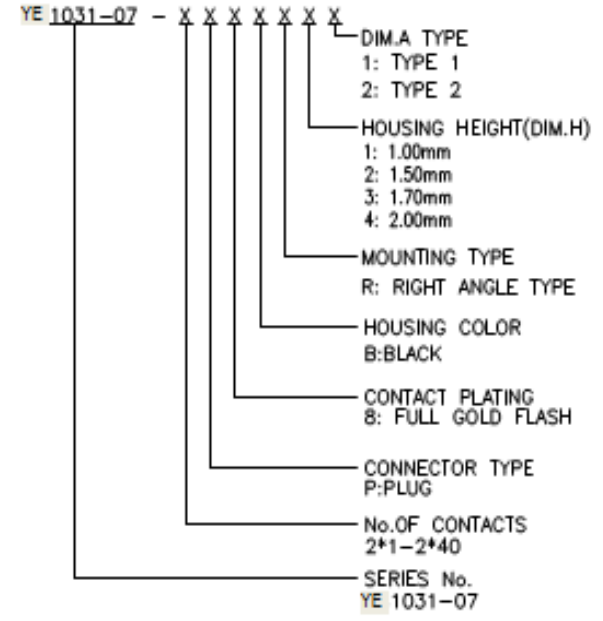 YE 1031-07 - X X X X X X X
DIM.A TYPE
1: TYPE 1
2: TYPE 2
HOUSING HEIGHT(DIM.H)
1: 1.00mm
2: 1.50mm
3: 1.70mm
4: 2.00mm
MOUNTING TYPE
R: RIGHT ANGLE TYPE
HOUSING COLOR
B:BLACK
CONTACT PLATING
8: FULL GOLD FLASH
CONNECTOR TYPE
P:PLUG
No.OF CONTACTS
2*1-2*40
SERIES No.
YE 1031-07